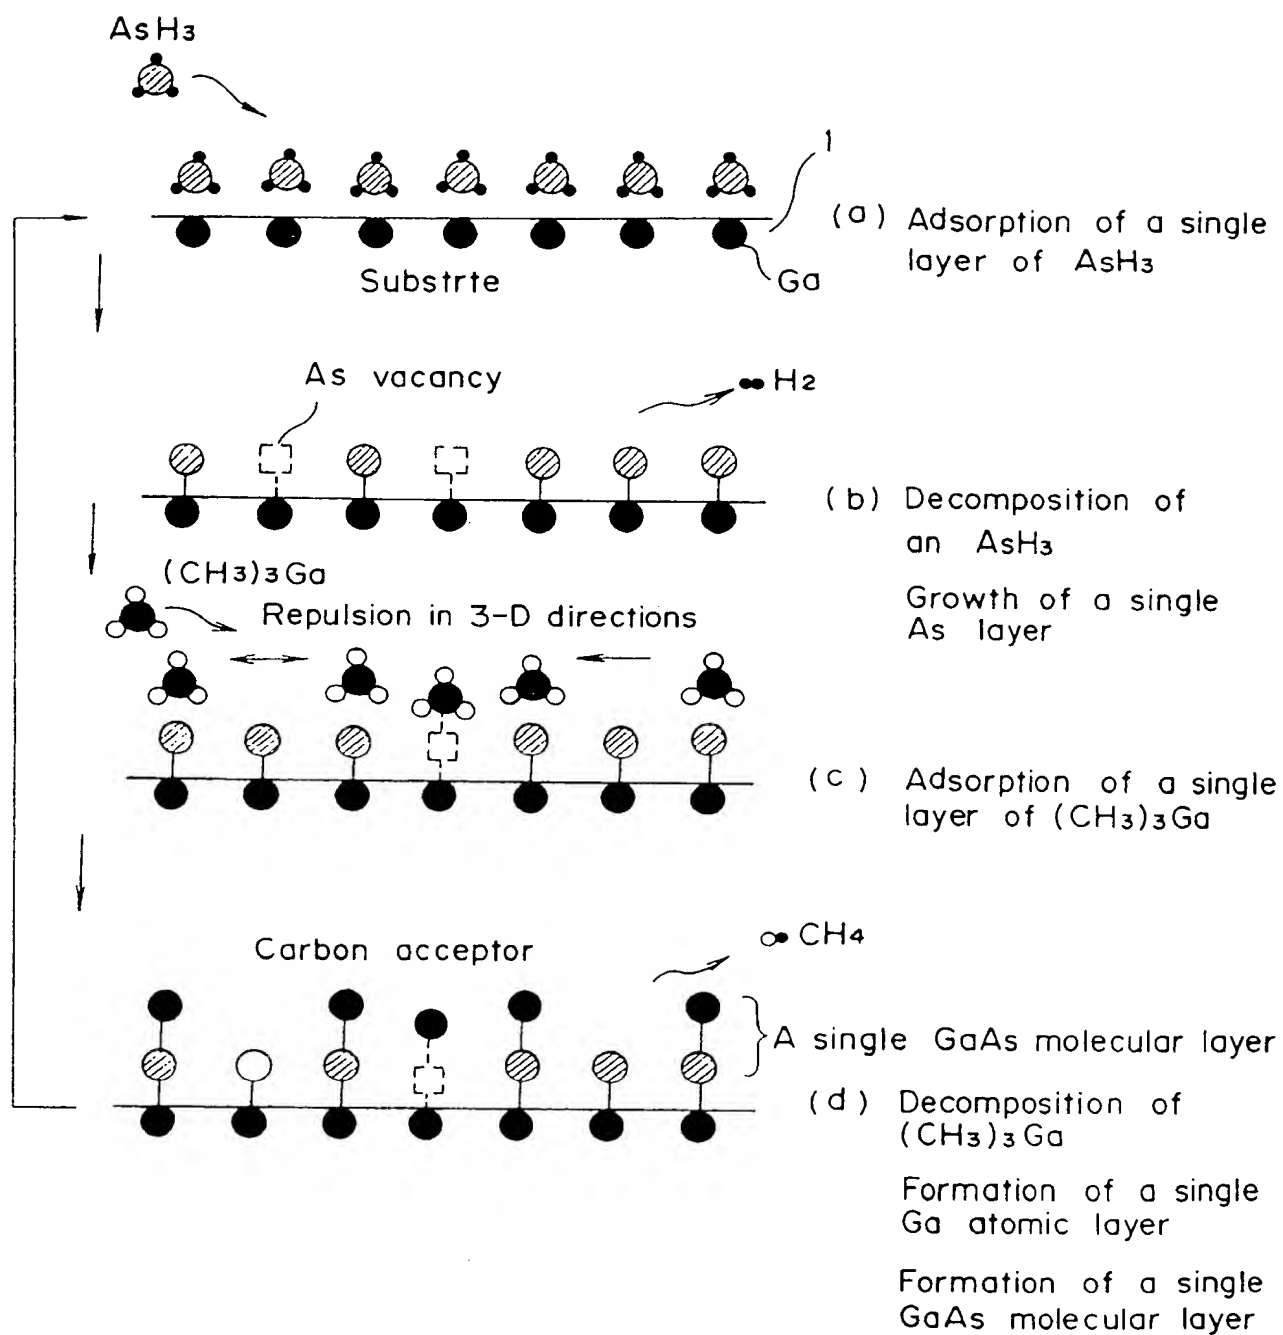 AsH3
1
(a) Adsorption of a single
layer of AsH3
Ga
Substrte
As vacancy
H2
(b) Decomposition of
an AsH3
(CH3)3Ga
Growth of a single
As layer
Repulsion in 3-D directions
(c) Adsorption of a single
layer of (CH3)3Ga
Carbon acceptor
CH4
A single GaAs molecular layer
(d) Decomposition of
(CH3)3Ga
Formation of a single
Ga atomic layer
Formation of a single
GaAs molecular layer